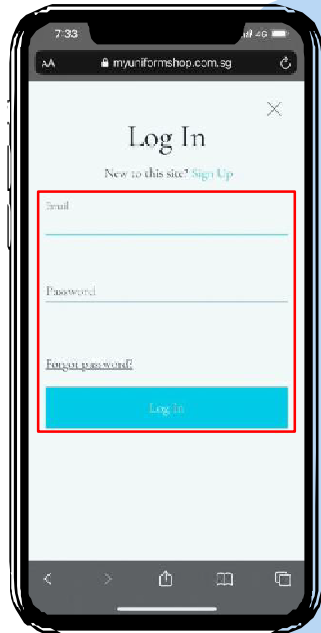 7:33
4G
AA myuniformshop.com.sg
Log In
New to this site? Sign Up
Email
Password
Forgot password?
Log In